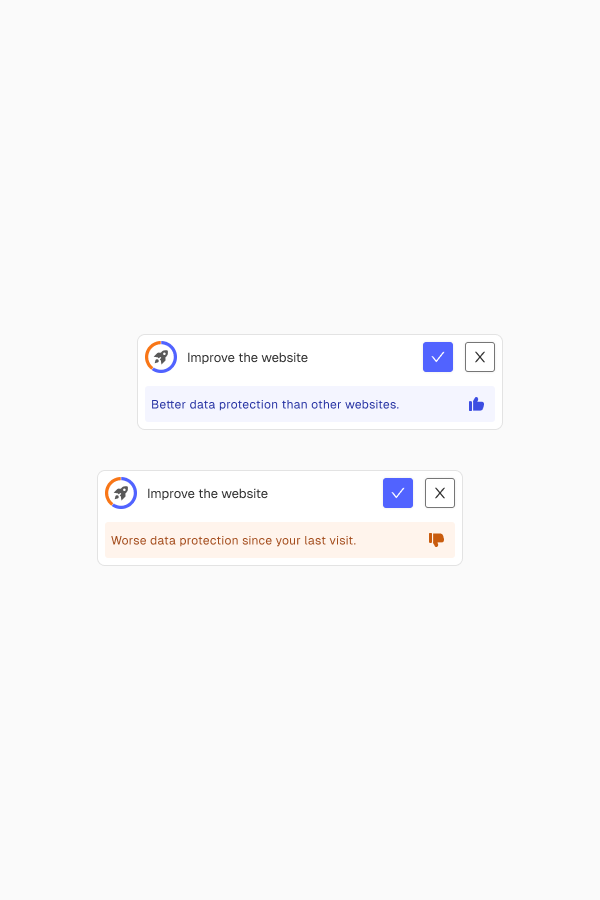 Improve the website
Better data protection than other websites.
Improve the website
Worse data protection since your last visit.